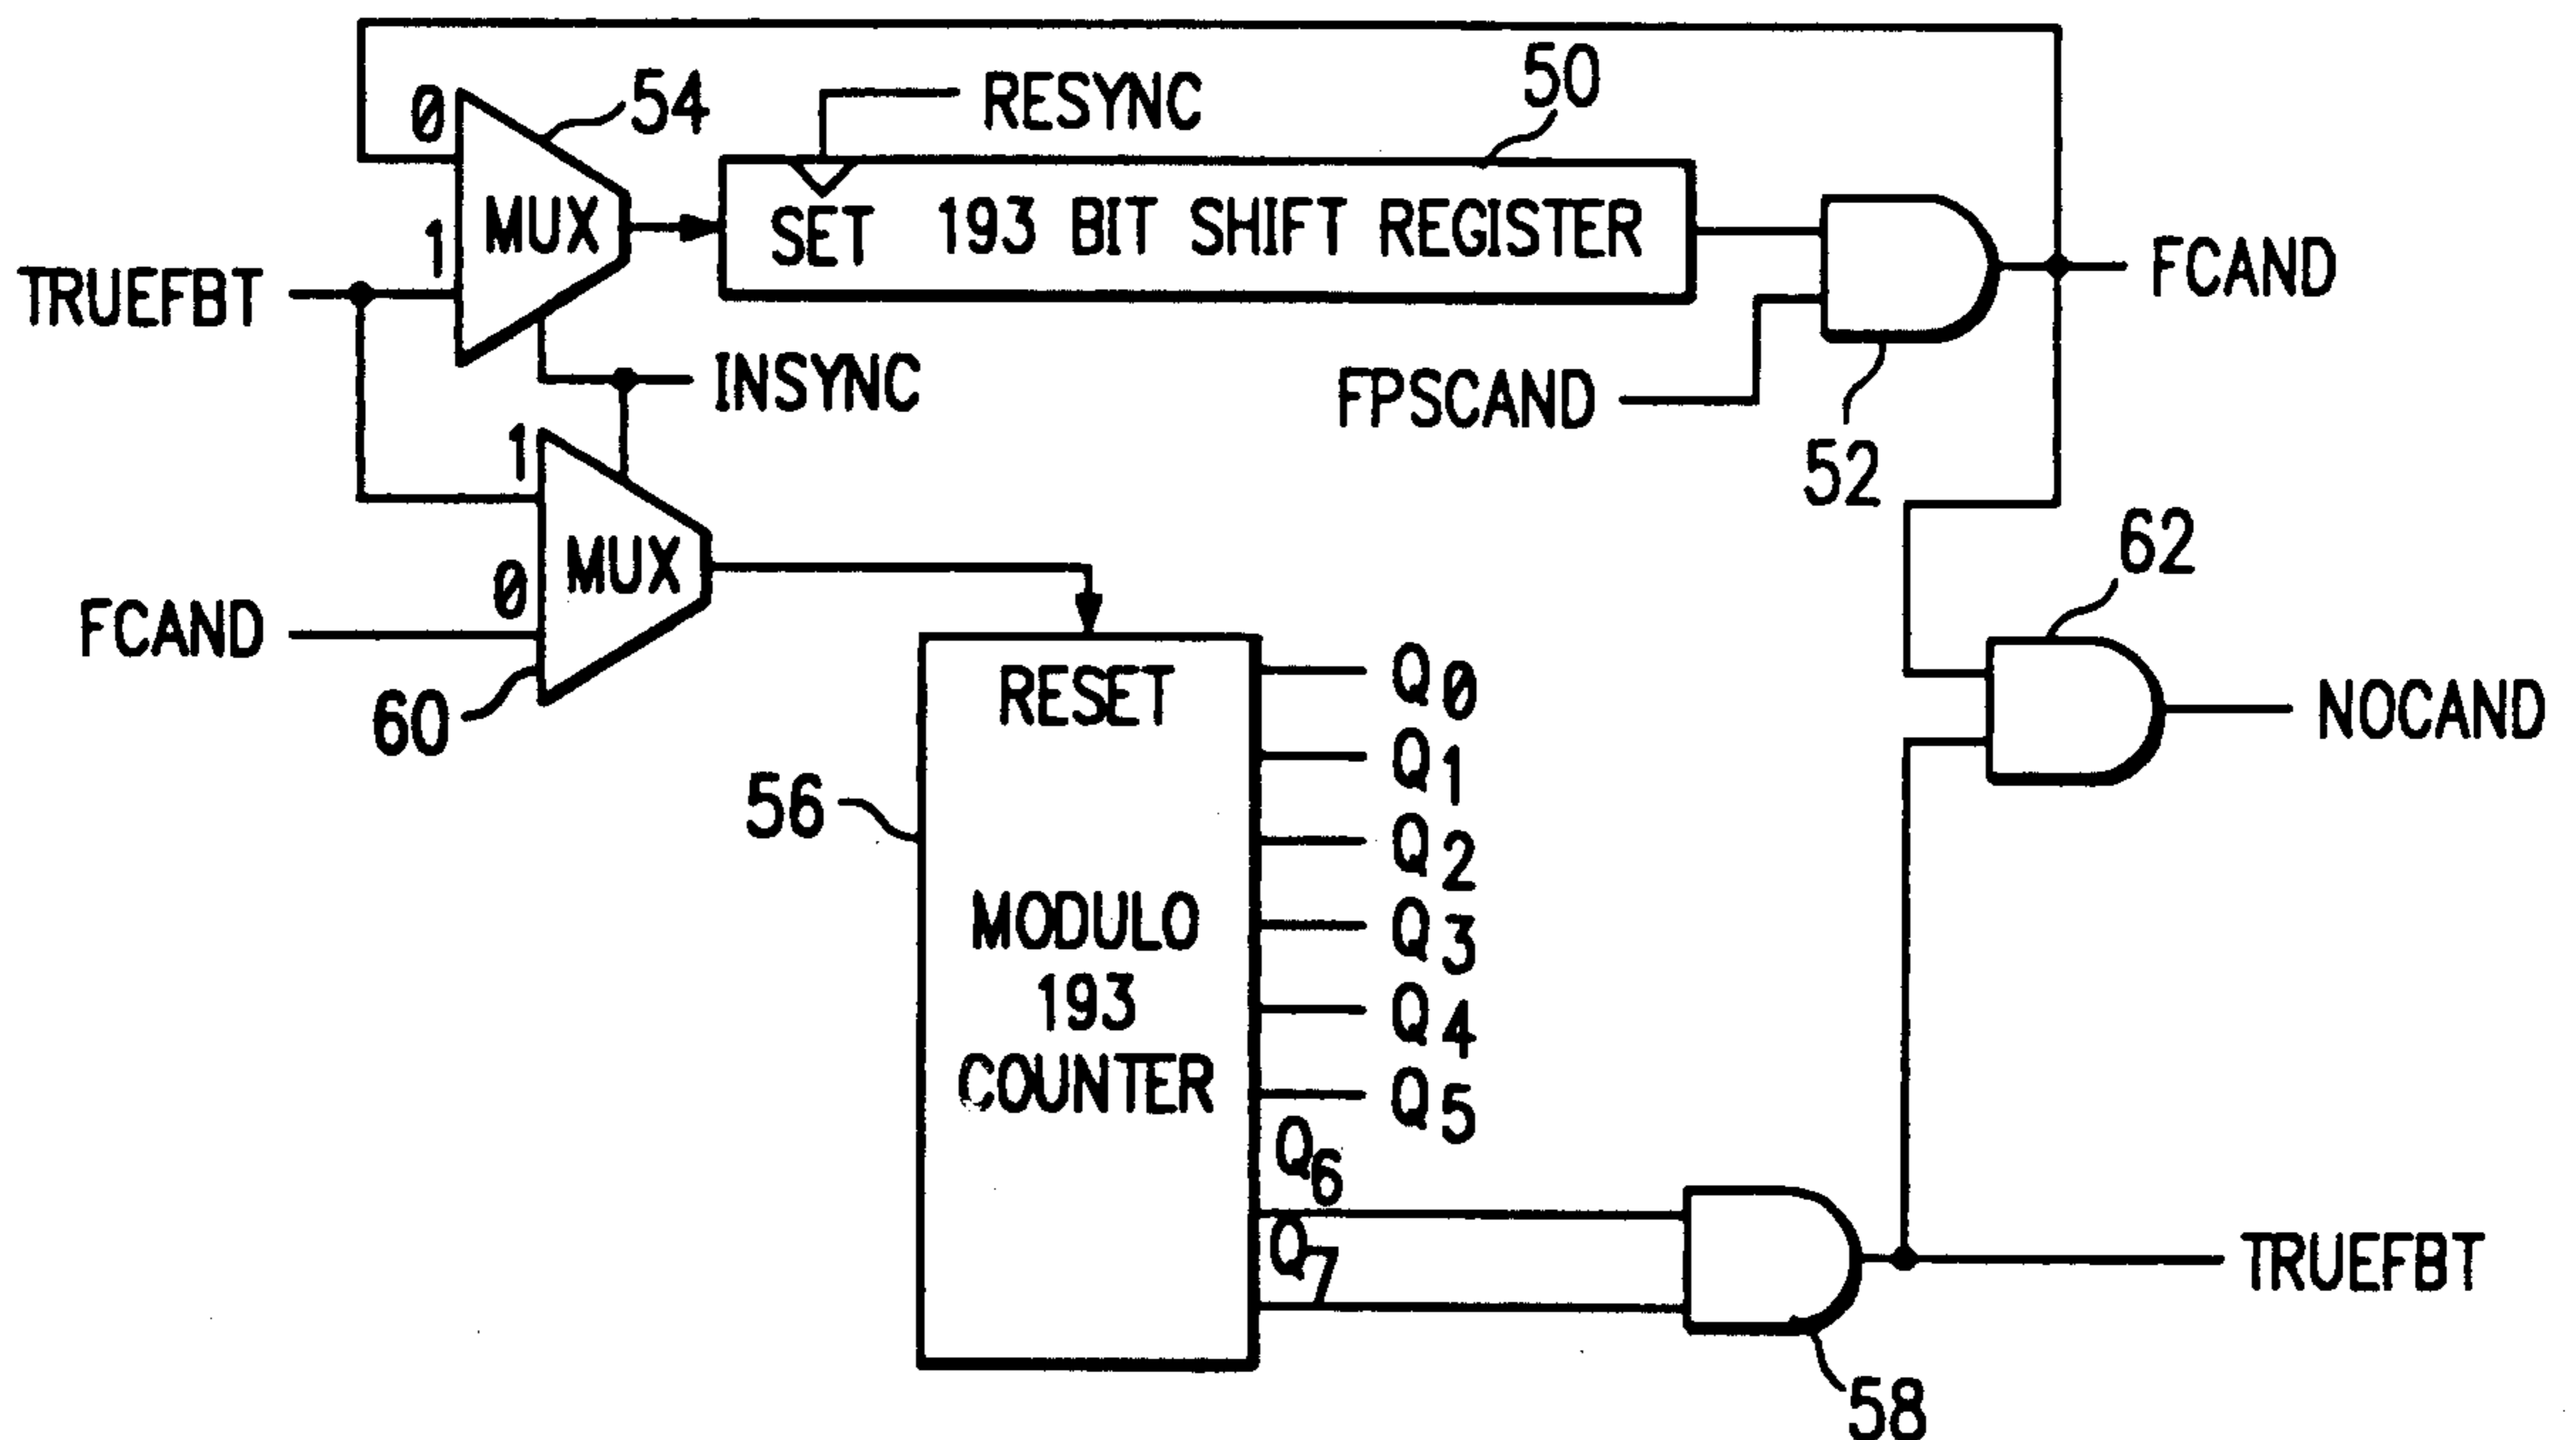 0
54
RESYNC
50
MUX
SET 193 BIT SHIFT REGISTER
1
TRUEFBT
FCAND
INSYNC
FPSCAND
52
1
MUX
0
FCAND
60
62
NOCAND
RESET
56
MODULO
193
COUNTER
Q0
Q1
Q2
Q3
Q4
Q5
Q6
Q7
TRUEFBT
58